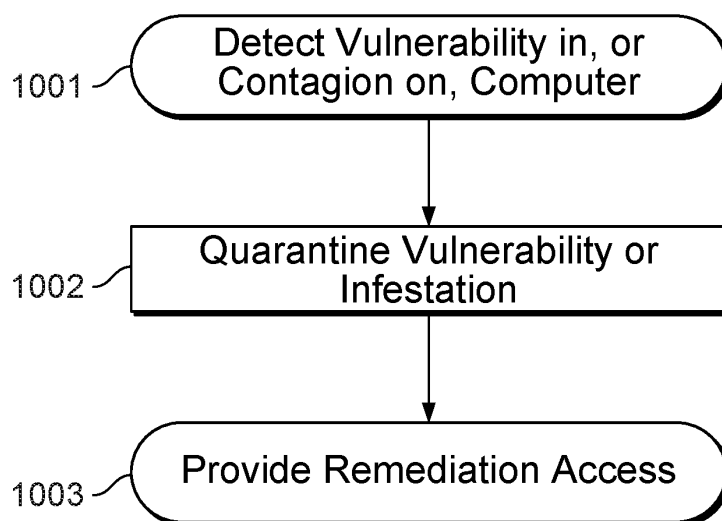 Detect Vulnerability in, or
Contagion on, Computer
1001
Quarantine Vulnerability or
Infestation
1002
Provide Remediation Access
1003